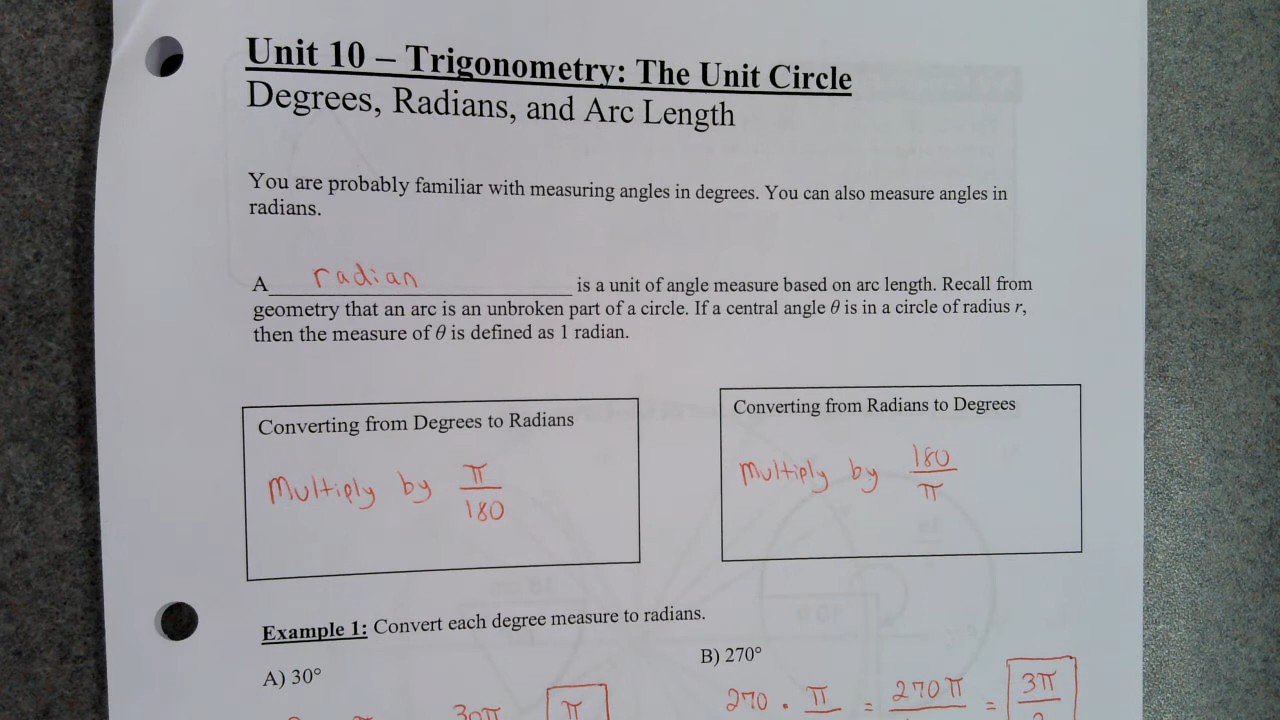 Unit 10 – Trigonometry: The Unit Circle
Degrees, Radians, and Arc Length
You are probably familiar with measuring angles in degrees. You can also measure angles in
radians.
A radian is a unit of angle measure based on arc length. Recall from
geometry that an arc is an unbroken part of a circle. If a central angle θ is in a circle of radius r,
then the measure of θ is defined as 1 radian.
Converting from Degrees to Radians
Multiply by π/180
Converting from Radians to Degrees
Multiply by 180/π
Example 1: Convert each degree measure to radians.
A) 30°
30π π
B) 270°
270 · π = 270π = 3π